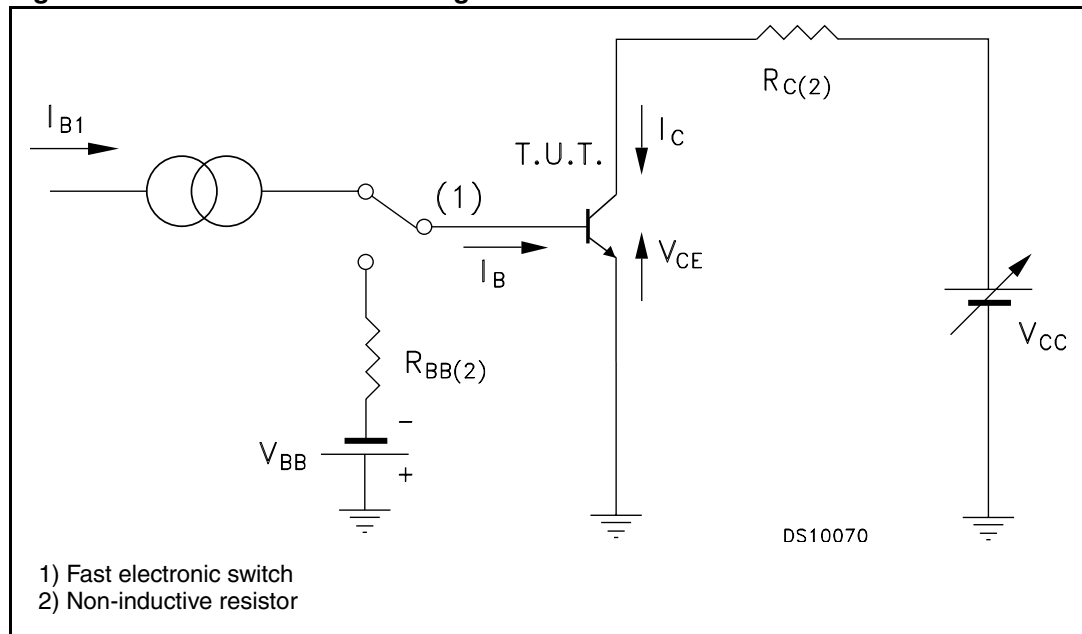 I_B1
R_C(2)
T.U.T.
I_C
(1)
I_B
V_CE
R_BB(2)
V_CC
V_BB
-
+
DS10070
1) Fast electronic switch
2) Non-inductive resistor